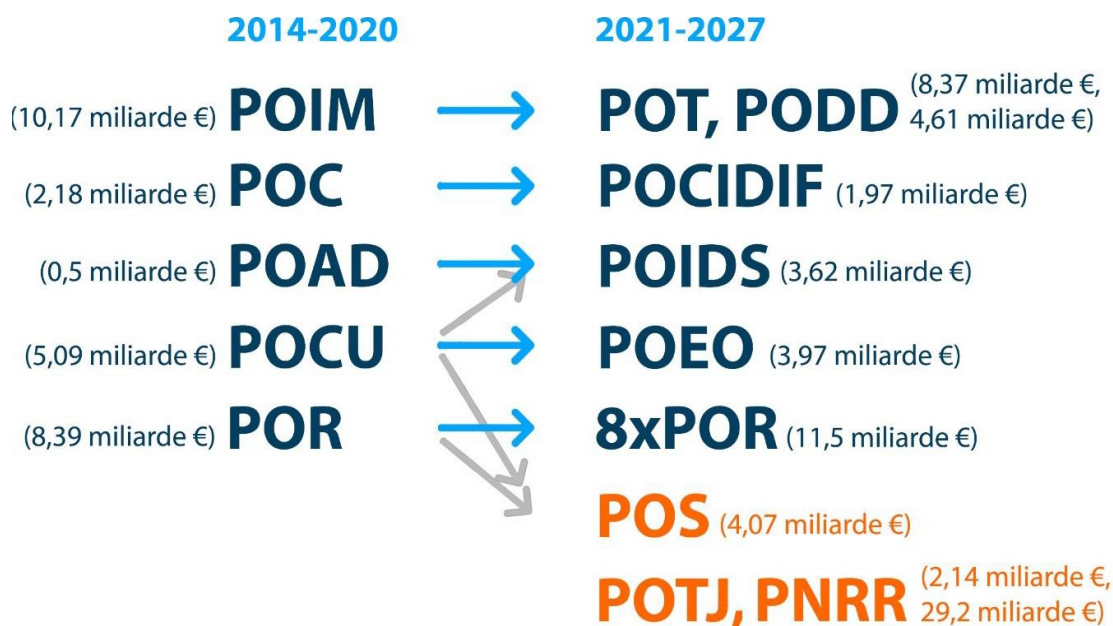 2014-2020 2021-2027
(10,17 miliarde €) POIM POT, PODD (8,37 miliarde €,
4,61 miliarde €)
(2,18 miliarde €) POC POCIDIF (1,97 miliarde €)
(0,5 miliarde €) POAD POIDS (3,62 miliarde €)
(5,09 miliarde €) POCU POEO (3,97 miliarde €)
(8,39 miliarde €) POR 8xPOR (11,5 miliarde €)
POS (4,07 miliarde €)
POTJ, PNRR (2,14 miliarde €,
29,2 miliarde €)